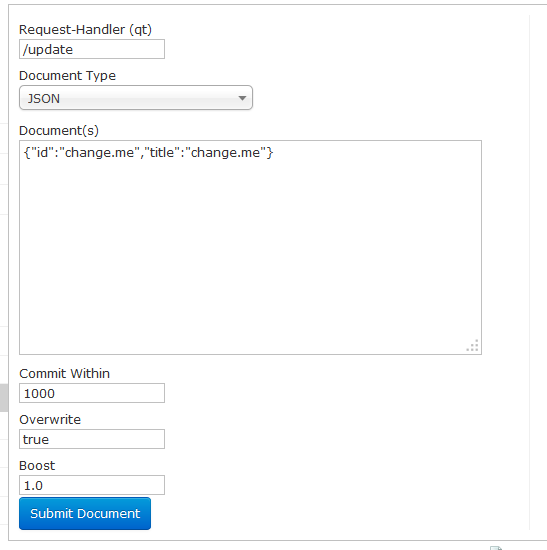 Request-Handler (qt)
/update
Document Type
JSON
Document(s)
{"id":"change.me","title":"change.me"}
Commit Within
1000
Overwrite
true
Boost
1.0
Submit Document